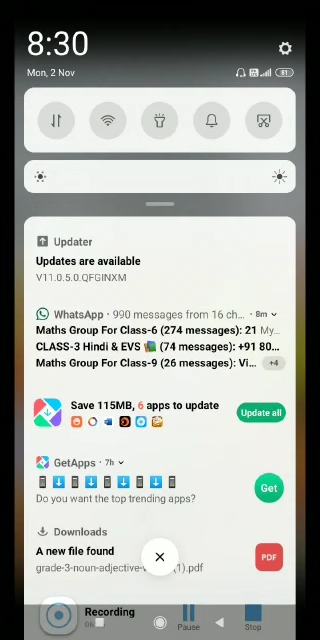 8:30
Mon, 2 Nov
81
Updater
Updates are available
V11.0.5.0.QFGINXM
WhatsApp · 990 messages from 16 ch... · 8m
Maths Group For Class-6 (274 messages): 21 My...
CLASS-3 Hindi & EVS 📚 (74 messages): +91 80...
Maths Group For Class-9 (26 messages): Vi...
+4
Save 115MB, 6 apps to update
Update all
GetApps · 7h
📱⬇️📱⬇️📱⬇️📱⬇️📱
Do you want the top trending apps?
Get
Downloads
A new file found
grade-3-noun-adjective-
(1).pdf
PDF
Recording
Pause
Stop